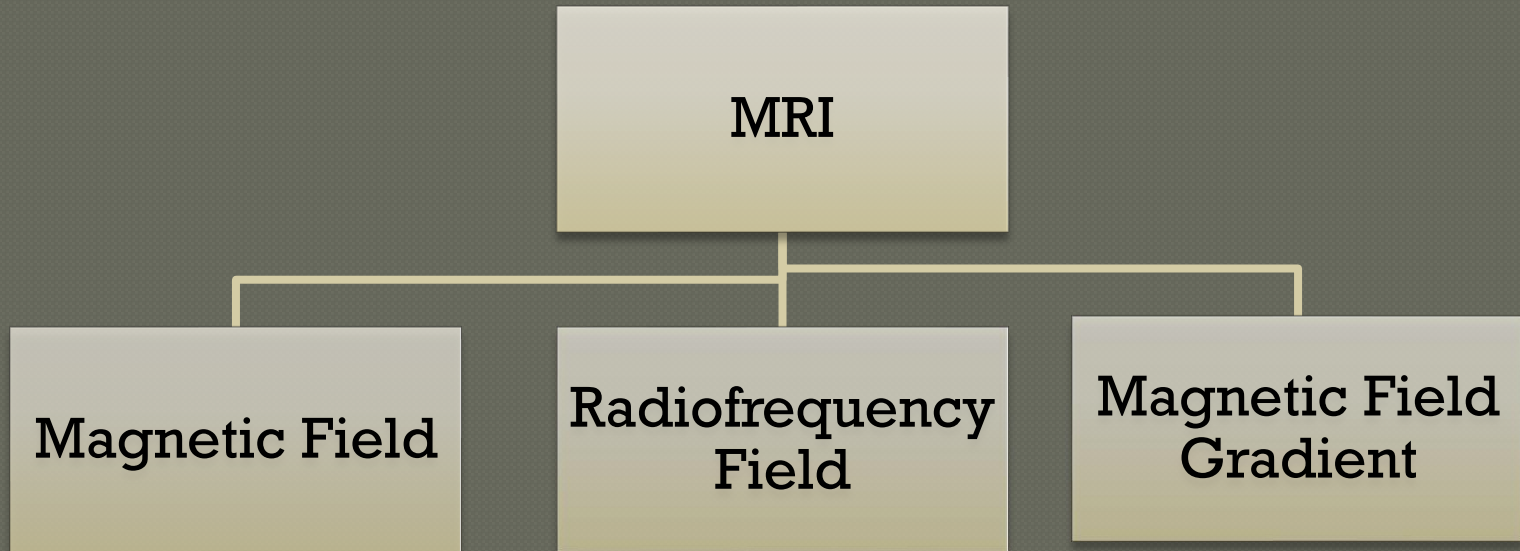 MRI
Magnetic Field
Radiofrequency
Field
Magnetic Field
Gradient